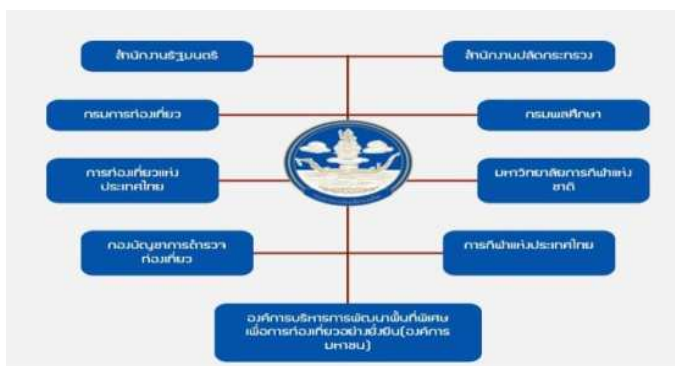 สำนักงานรัฐมนตรี
สำนักงานปลัดกระทรวง
กรมการท่องเที่ยว
กรมพลศึกษา
การท่องเที่ยวแห่ง
ประเทศไทย
มหาวิทยาลัยการกีฬาแห่ง
ชาติ
กองบัญชาการตำรวจ
ท่องเที่ยว
การกีฬาแห่งประเทศไทย
องค์การบริหารการพัฒนาพื้นที่พิเศษ
เพื่อการท่องเที่ยวอย่างยั่งยืน(องค์การ
มหาชน)